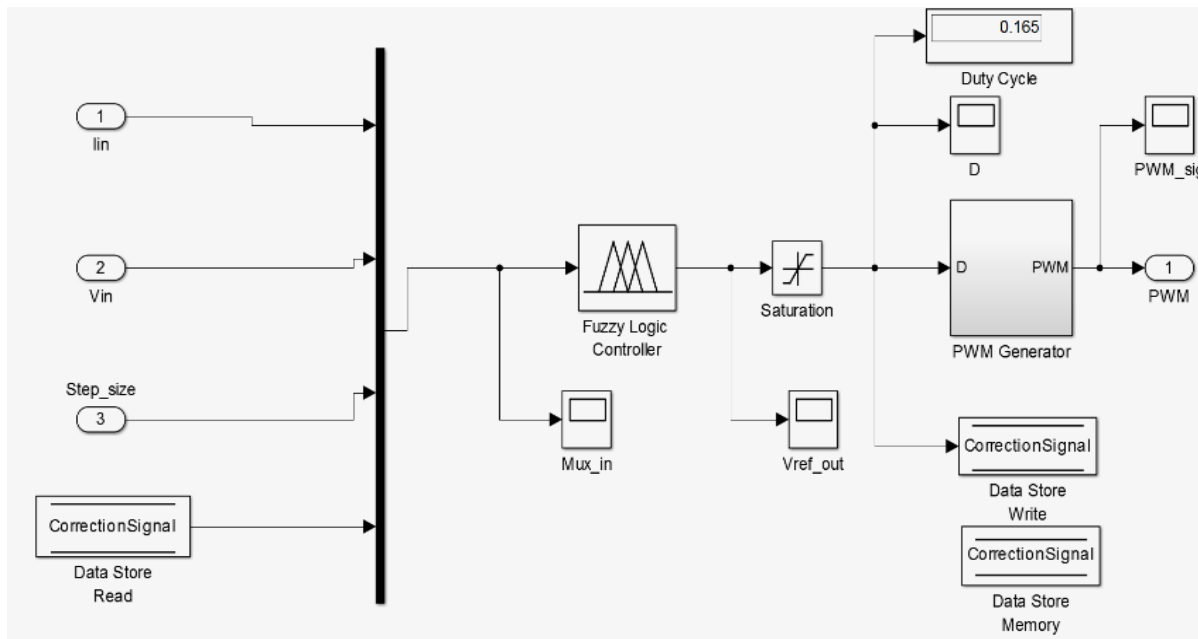 0.165
Duty Cycle
1
Iin
D
PWM_sig
2
Vin
Fuzzy Logic
Controller
Saturation
D
PWM
PWM Generator
1
PWM
Step_size
3
Mux_in
Vref_out
CorrectionSignal
Data Store
Write
CorrectionSignal
Data Store
Read
CorrectionSignal
Data Store
Memory